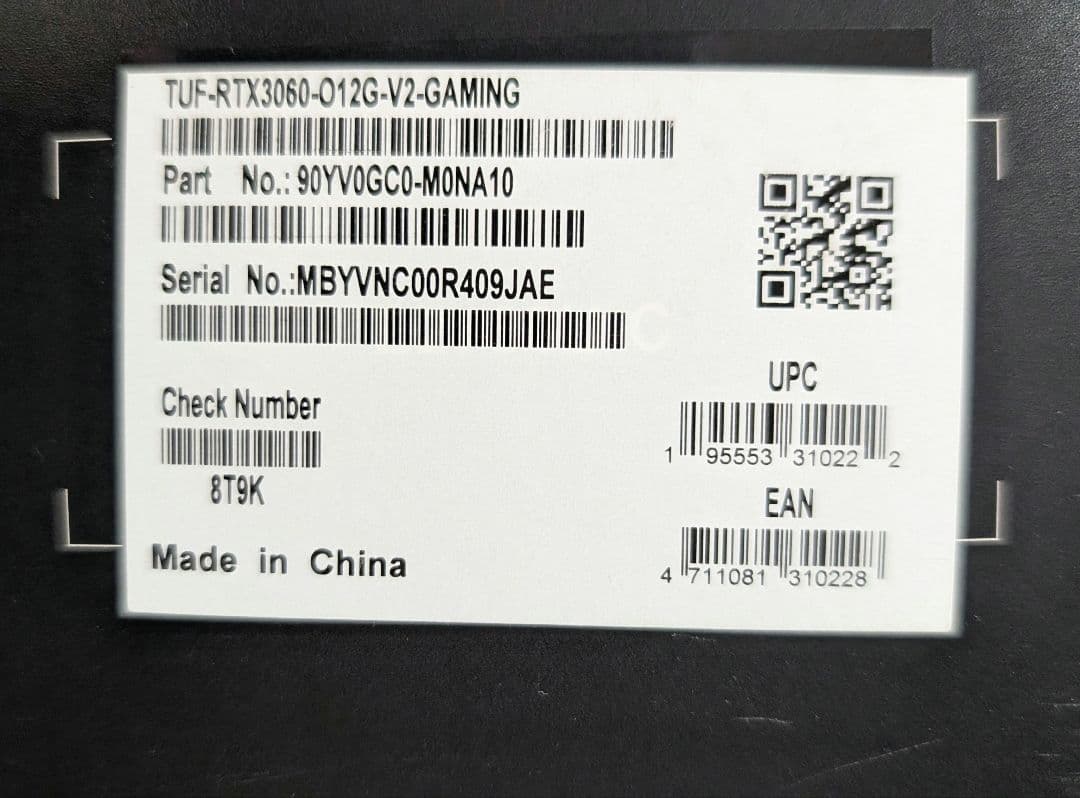 TUF-RTX3060-O12G-V2-GAMING
Part No.: 90YV0GC0-M0NA10
Serial No.:MBYVNC00R409JAE
Check Number
8T9K
Made in China
UPC
1 95553 31022 2
EAN
4 711081 310228